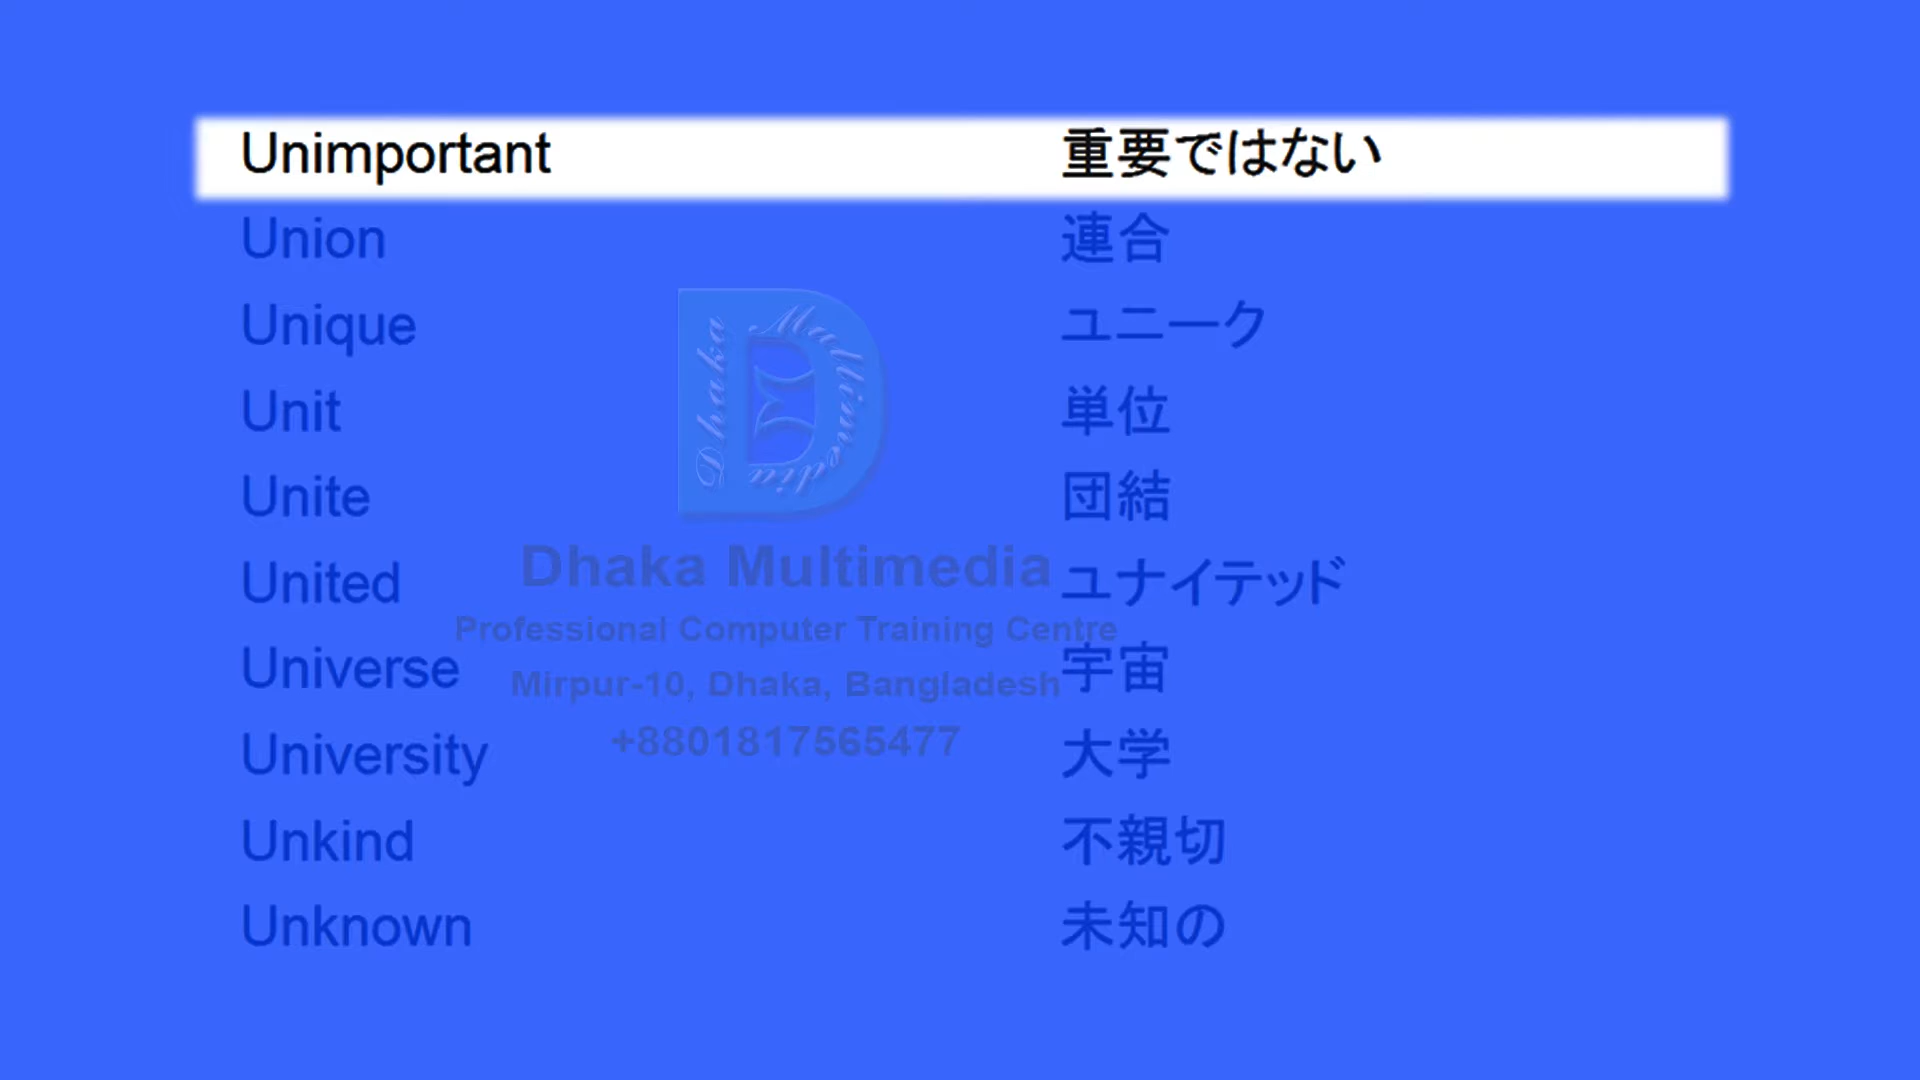 Unimportant 重要ではない
Union 連合
Unique ユニーク
Unit 単位
Unite 団結
United ユナイテッド
Universe 宇宙
University 大学
Unkind 不親切
Unknown 未知の
Dhaka Multimedia
Dhaka Multimedia
Professional Computer Training Centre
Mirpur-10, Dhaka, Bangladesh
+8801817565477